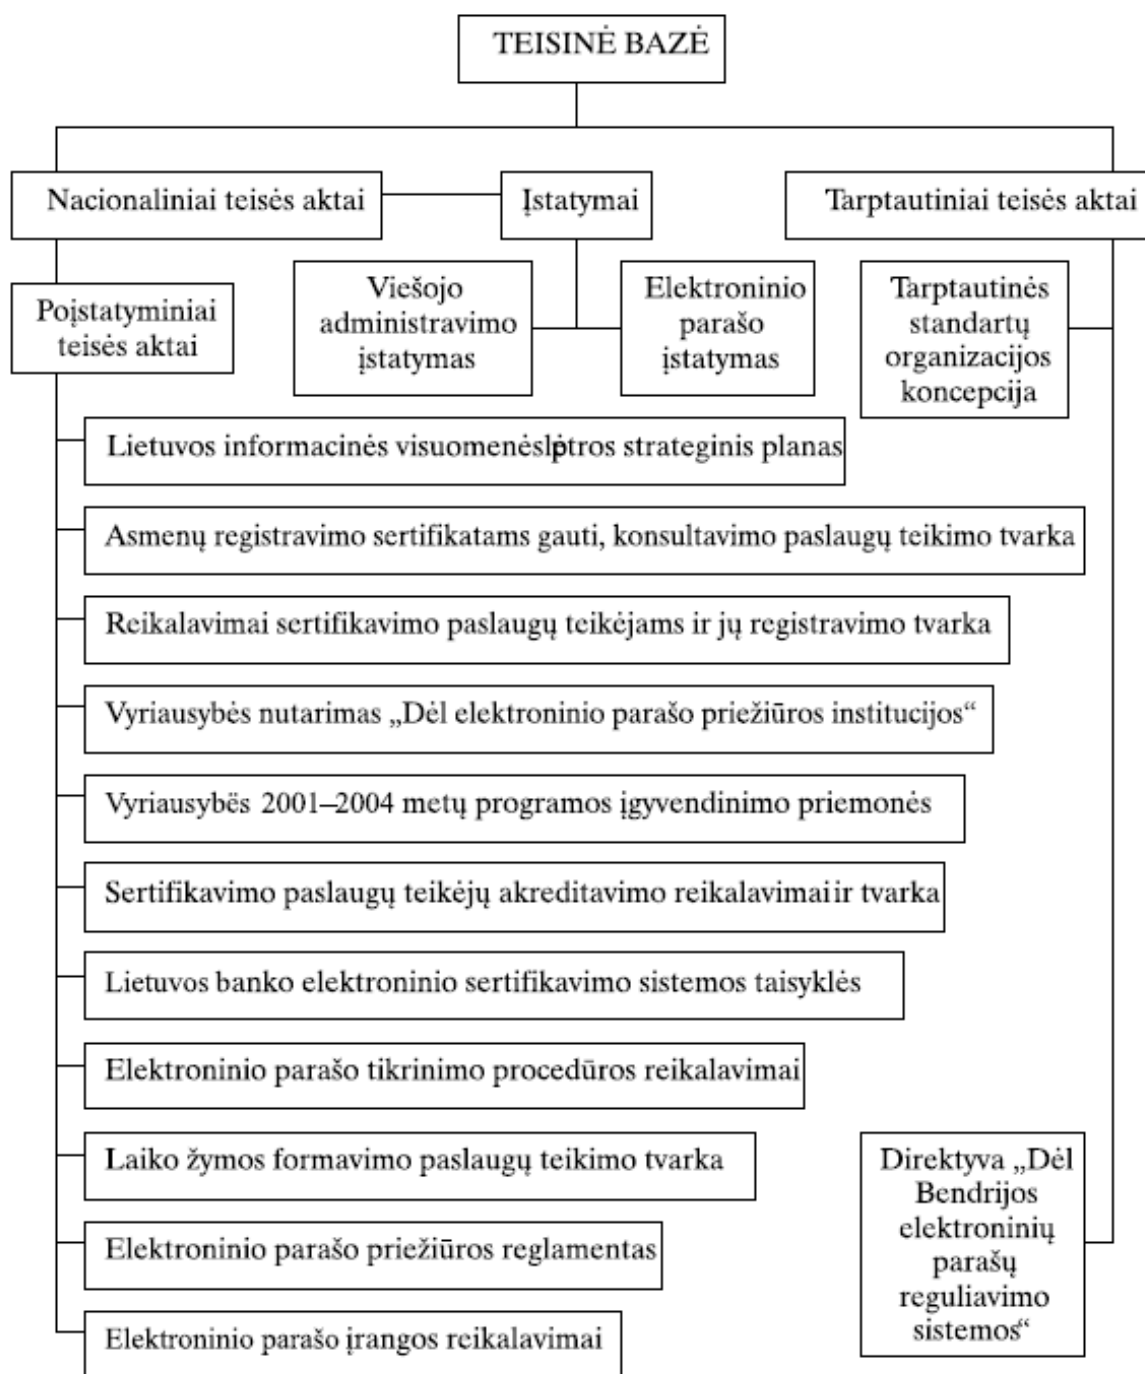 TEISINĖ BAZĖ
Nacionaliniai teisės aktai
Įstatymai
Tarptautiniai teisės aktai
Poįstatyminiai
teisės aktai
Viešojo
administravimo
įstatymas
Elektroninio
parašo
įstatymas
Tarptautinės
standartų
organizacijos
koncepcija
Lietuvos informacinės visuomenės plėtros strateginis planas
Asmenų registravimo sertifikatams gauti, konsultavimo paslaugų teikimo tvarka
Reikalavimai sertifikavimo paslaugų teikėjams ir jų registravimo tvarka
Vyriausybės nutarimas „Dėl elektroninio parašo priežiūros institucijos“
Vyriausybës 2001–2004 metų programos įgyvendinimo priemonės
Sertifikavimo paslaugų teikėjų akreditavimo reikalavimai ir tvarka
Lietuvos banko elektroninio sertifikavimo sistemos taisyklės
Elektroninio parašo tikrinimo procedūros reikalavimai
Laiko žymos formavimo paslaugų teikimo tvarka
Elektroninio parašo priežiūros reglamentas
Elektroninio parašo įrangos reikalavimai
Direktyva „Dėl
Bendrijos
elektroninių
parašų
reguliavimo
sistemos“